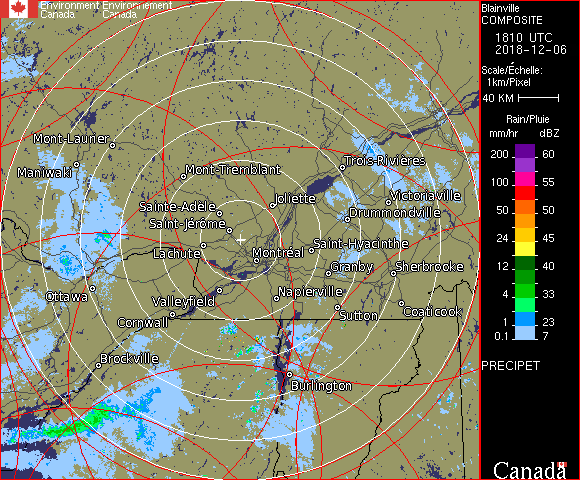 Environment Environnement
Canada Canada
Blainville
COMPOSITE
1810 UTC
2018-12-06
Scale/Échelle:
1km/Pixel
40 KM
Rain/Pluie
mm/hr dBZ
200 60
100 55
50 50
24 45
12 40
4 33
1 23
0.1 7
PRECIPET
Mont-Laurier
Maniwaki
Mont-Tremblant
Trois-Rivières
Joliette
Victoriaville
Sainte-Adèle
Drummondville
Saint-Jérôme
Lachute
Montréal
Saint-Hyacinthe
Granby
Sherbrooke
Ottawa
Valleyfield
Napierville
Cornwall
Sutton
Coaticook
Brockville
Burlington
Canada